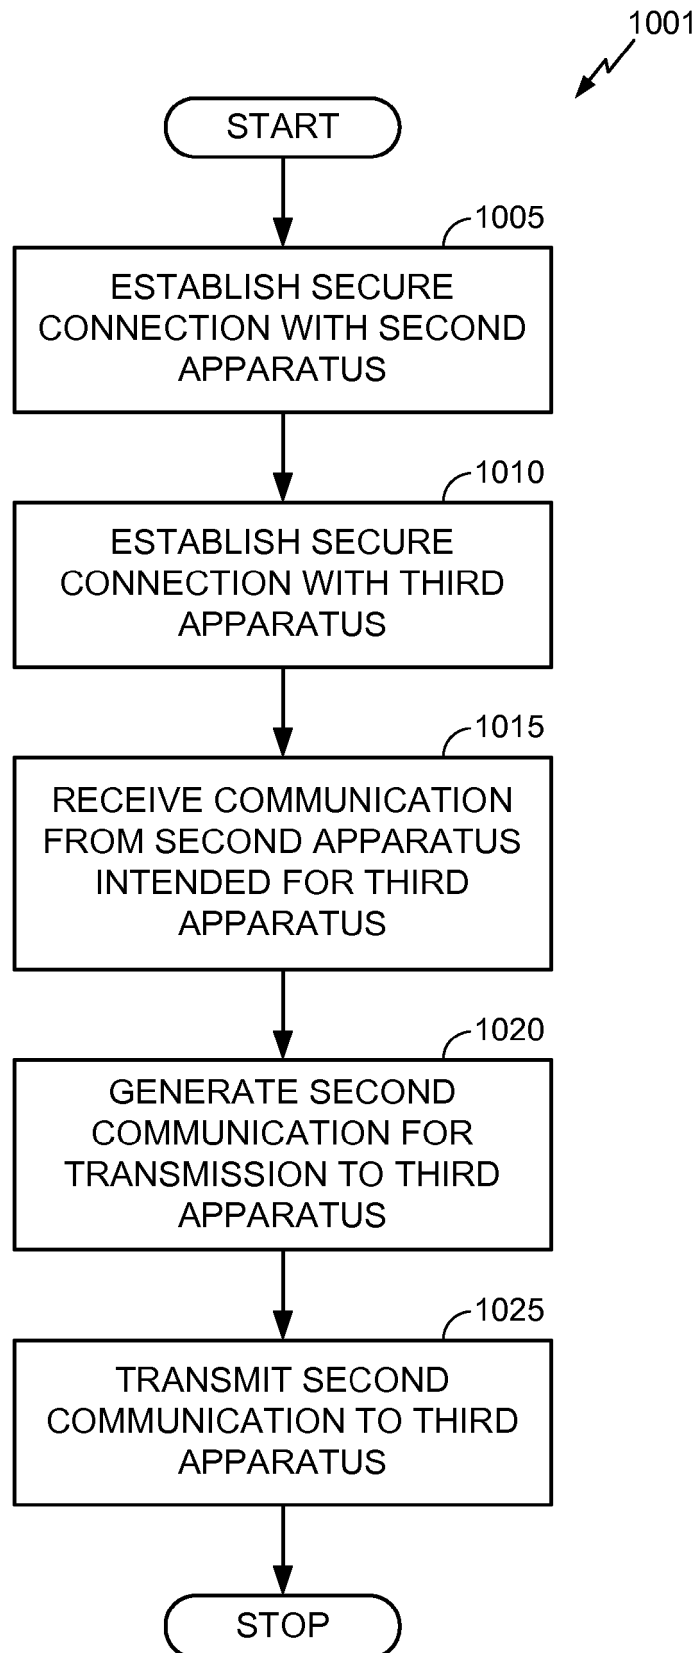 1001
START
1005
ESTABLISH SECURE
CONNECTION WITH SECOND
APPARATUS
1010
ESTABLISH SECURE
CONNECTION WITH THIRD
APPARATUS
1015
RECEIVE COMMUNICATION
FROM SECOND APPARATUS
INTENDED FOR THIRD
APPARATUS
1020
GENERATE SECOND
COMMUNICATION FOR
TRANSMISSION TO THIRD
APPARATUS
1025
TRANSMIT SECOND
COMMUNICATION TO THIRD
APPARATUS
STOP